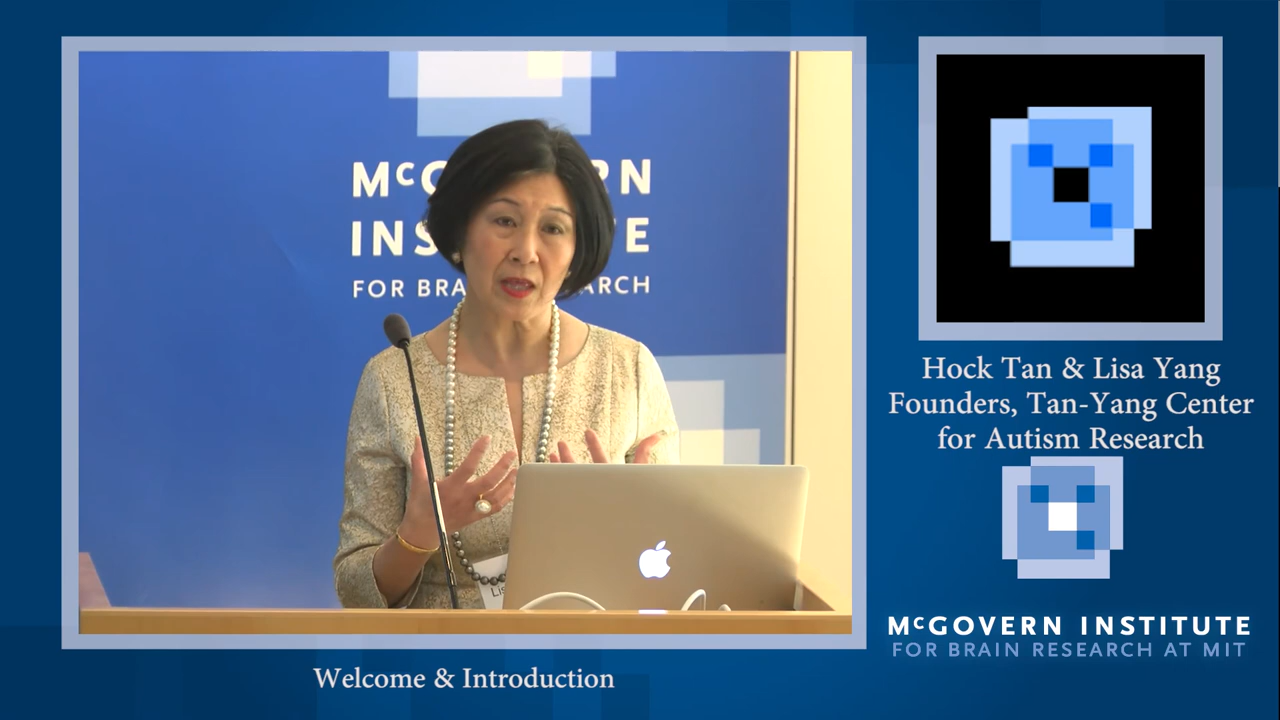 McGOVERN
INSTITUTE
FOR BRAIN RESEARCH
Lis
Hock Tan & Lisa Yang
Founders, Tan-Yang Center
for Autism Research
McGOVERN INSTITUTE
FOR BRAIN RESEARCH AT MIT
Welcome & Introduction